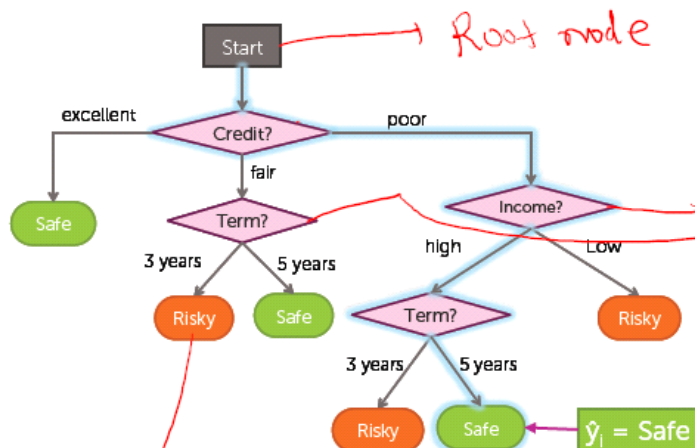 Start
Root node
excellent
Credit?
poor
fair
Safe
Term?
Income?
3 years
5 years
high
Low
Risky
Safe
Term?
Risky
3 years
5 years
Risky
Safe
ŷᵢ = Safe